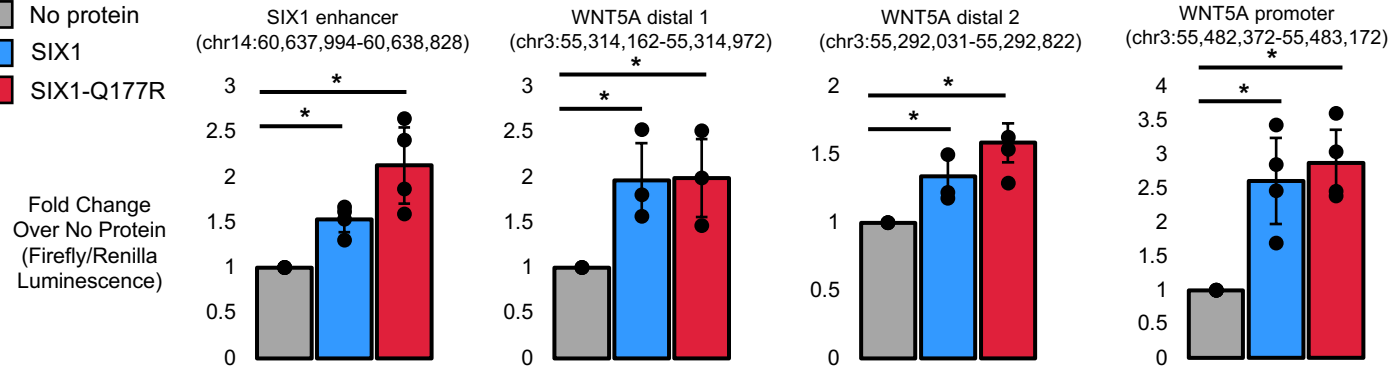 No protein
SIX1
SIX1-Q177R
Fold Change
Over No Protein
(Firefly/Renilla
Luminescence)
SIX1 enhancer
(chr14:60,637,994-60,638,828)
3
2.5
2
1.5
1
0.5
0
*
*
WNT5A distal 1
(chr3:55,314,162-55,314,972)
3
2.5
2
1.5
1
0.5
0
*
*
WNT5A distal 2
(chr3:55,292,031-55,292,822)
2
1.5
1
0.5
0
*
*
WNT5A promoter
(chr3:55,482,372-55,483,172)
4
3.5
3
2.5
2
1.5
1
0.5
0
*
*